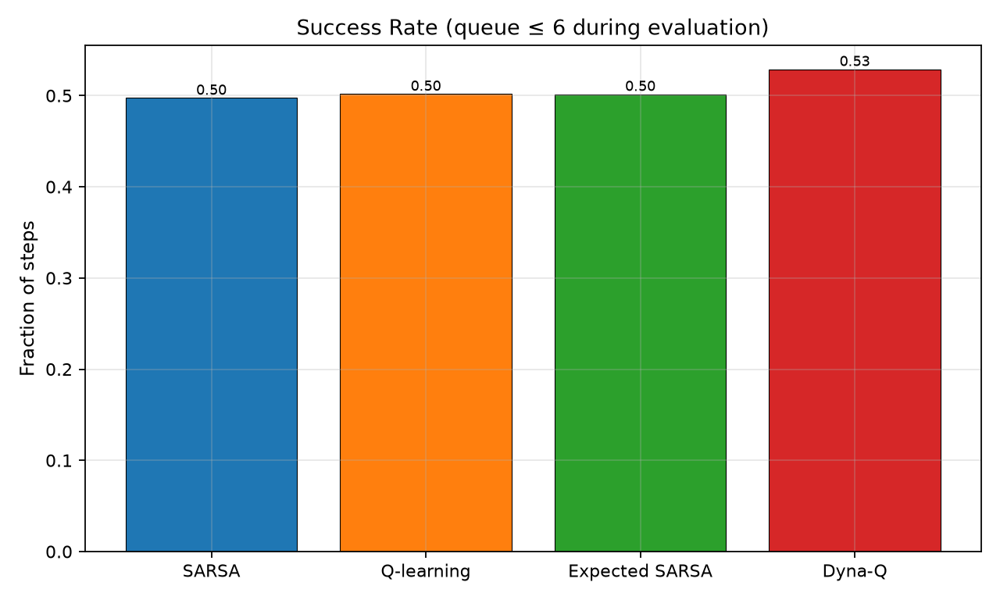 Success Rate (queue ≤ 6 during evaluation)
Fraction of steps
0.5
0.4
0.3
0.2
0.1
0.0
0.50
0.50
0.50
0.53
SARSA
Q-learning
Expected SARSA
Dyna-Q